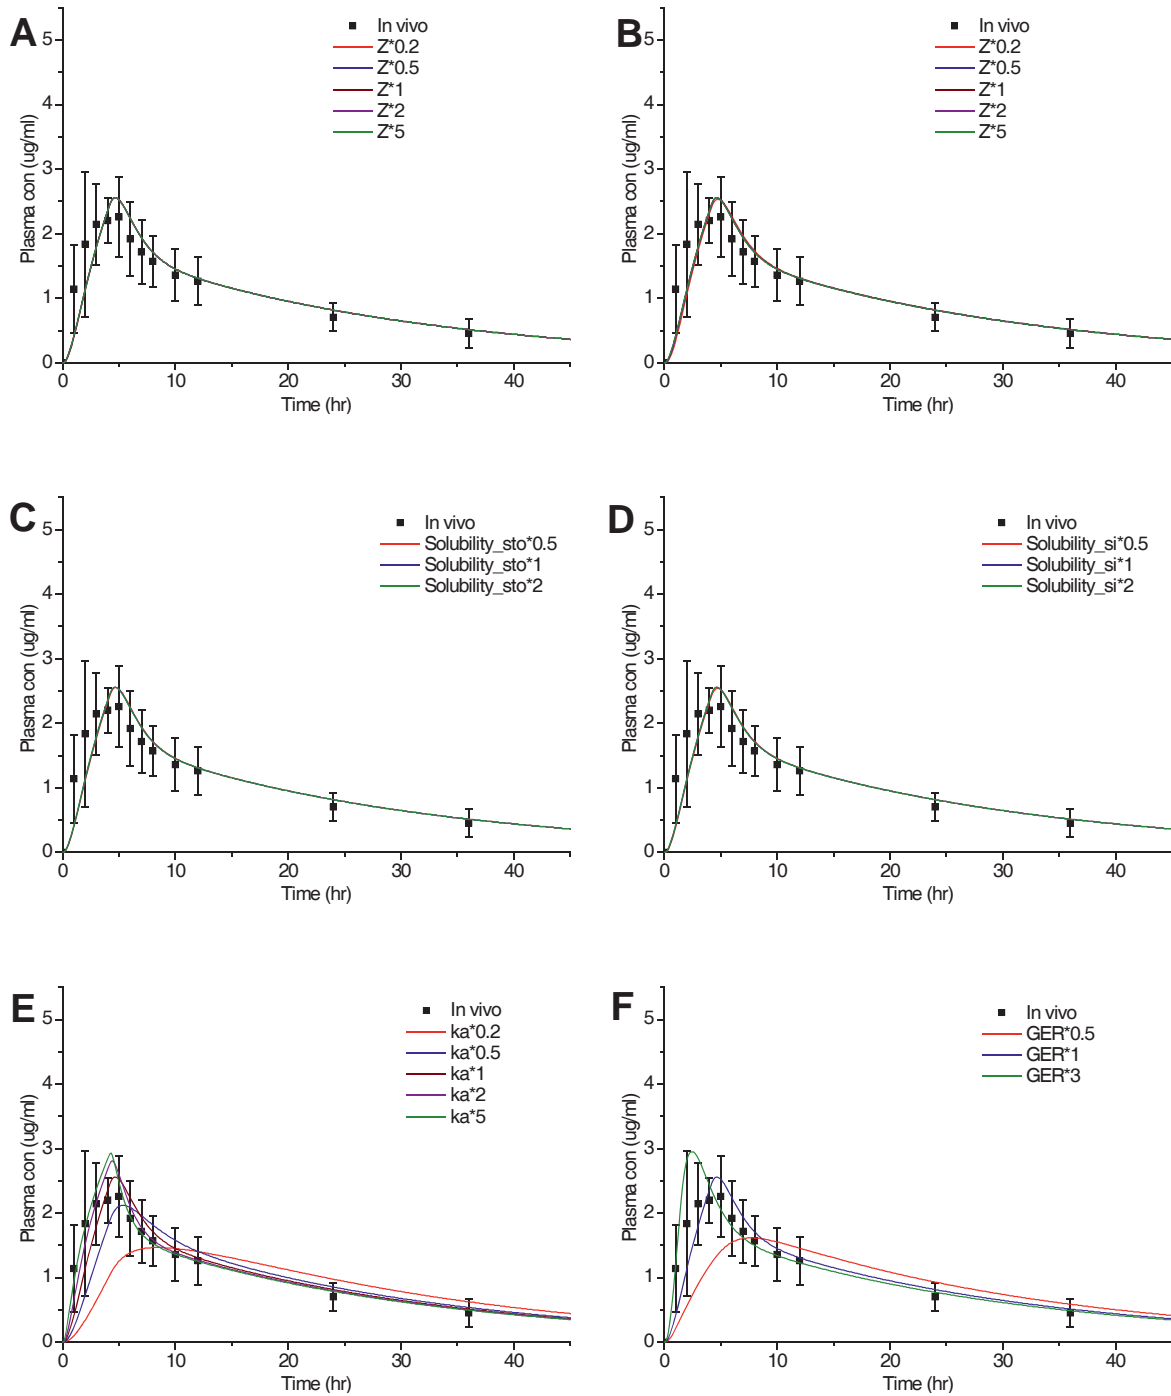 A
In vivo
Z*0.2
Z*0.5
Z*1
Z*2
Z*5
Plasma con (ug/ml)
5
4
3
2
1
0
0 10 20 30 40
Time (hr)
B
In vivo
Z*0.2
Z*0.5
Z*1
Z*2
Z*5
Plasma con (ug/ml)
5
4
3
2
1
0
0 10 20 30 40
Time (hr)
C
In vivo
Solubility_sto*0.5
Solubility_sto*1
Solubility_sto*2
Plasma con (ug/ml)
5
4
3
2
1
0
0 10 20 30 40
Time (hr)
D
In vivo
Solubility_si*0.5
Solubility_si*1
Solubility_si*2
Plasma con (ug/ml)
5
4
3
2
1
0
0 10 20 30 40
Time (hr)
E
In vivo
ka*0.2
ka*0.5
ka*1
ka*2
ka*5
Plasma con (ug/ml)
5
4
3
2
1
0
0 10 20 30 40
Time (hr)
F
In vivo
GER*0.5
GER*1
GER*3
Plasma con (ug/ml)
5
4
3
2
1
0
0 10 20 30 40
Time (hr)